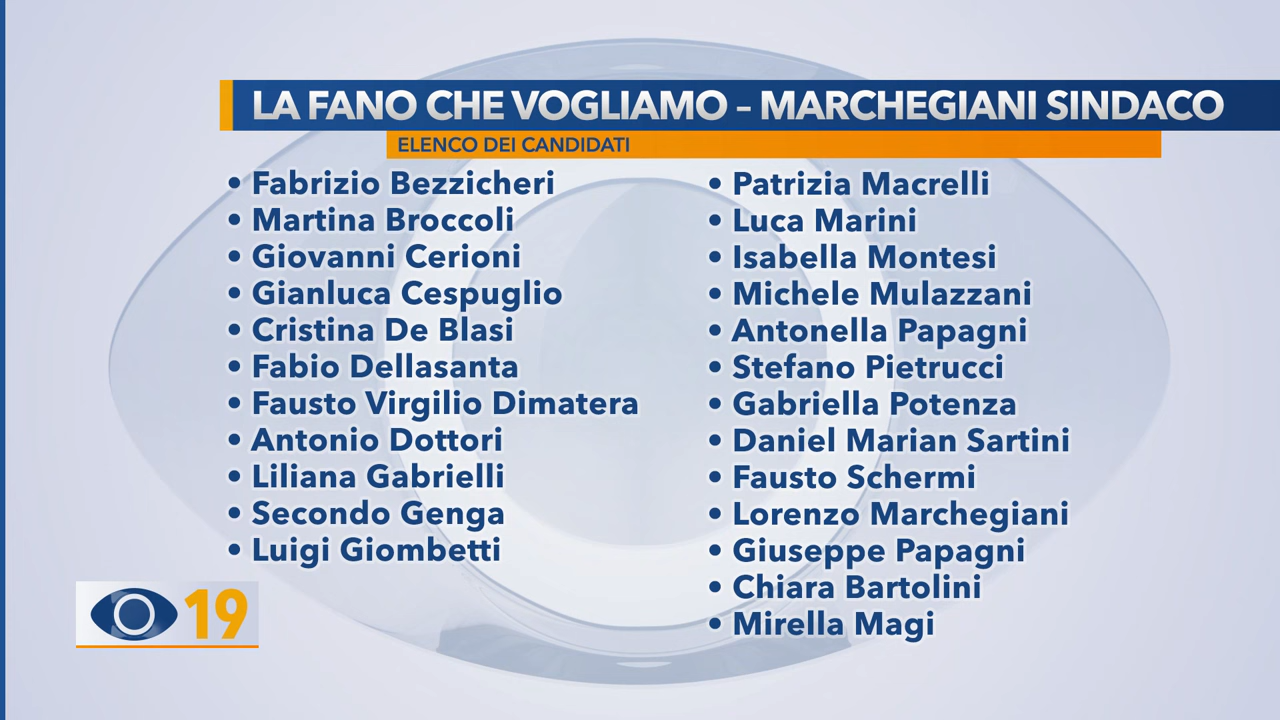 LA FANO CHE VOGLIAMO – MARCHEGIANI SINDACO
ELENCO DEI CANDIDATI
• Fabrizio Bezzicheri
• Martina Broccoli
• Giovanni Cerioni
• Gianluca Cespuglio
• Cristina De Blasi
• Fabio Dellasanta
• Fausto Virgilio Dimatera
• Antonio Dottori
• Liliana Gabrielli
• Secondo Genga
• Luigi Giombetti
• Patrizia Macrelli
• Luca Marini
• Isabella Montesi
• Michele Mulazzani
• Antonella Papagni
• Stefano Pietrucci
• Gabriella Potenza
• Daniel Marian Sartini
• Fausto Schermi
• Lorenzo Marchegiani
• Giuseppe Papagni
• Chiara Bartolini
• Mirella Magi
19